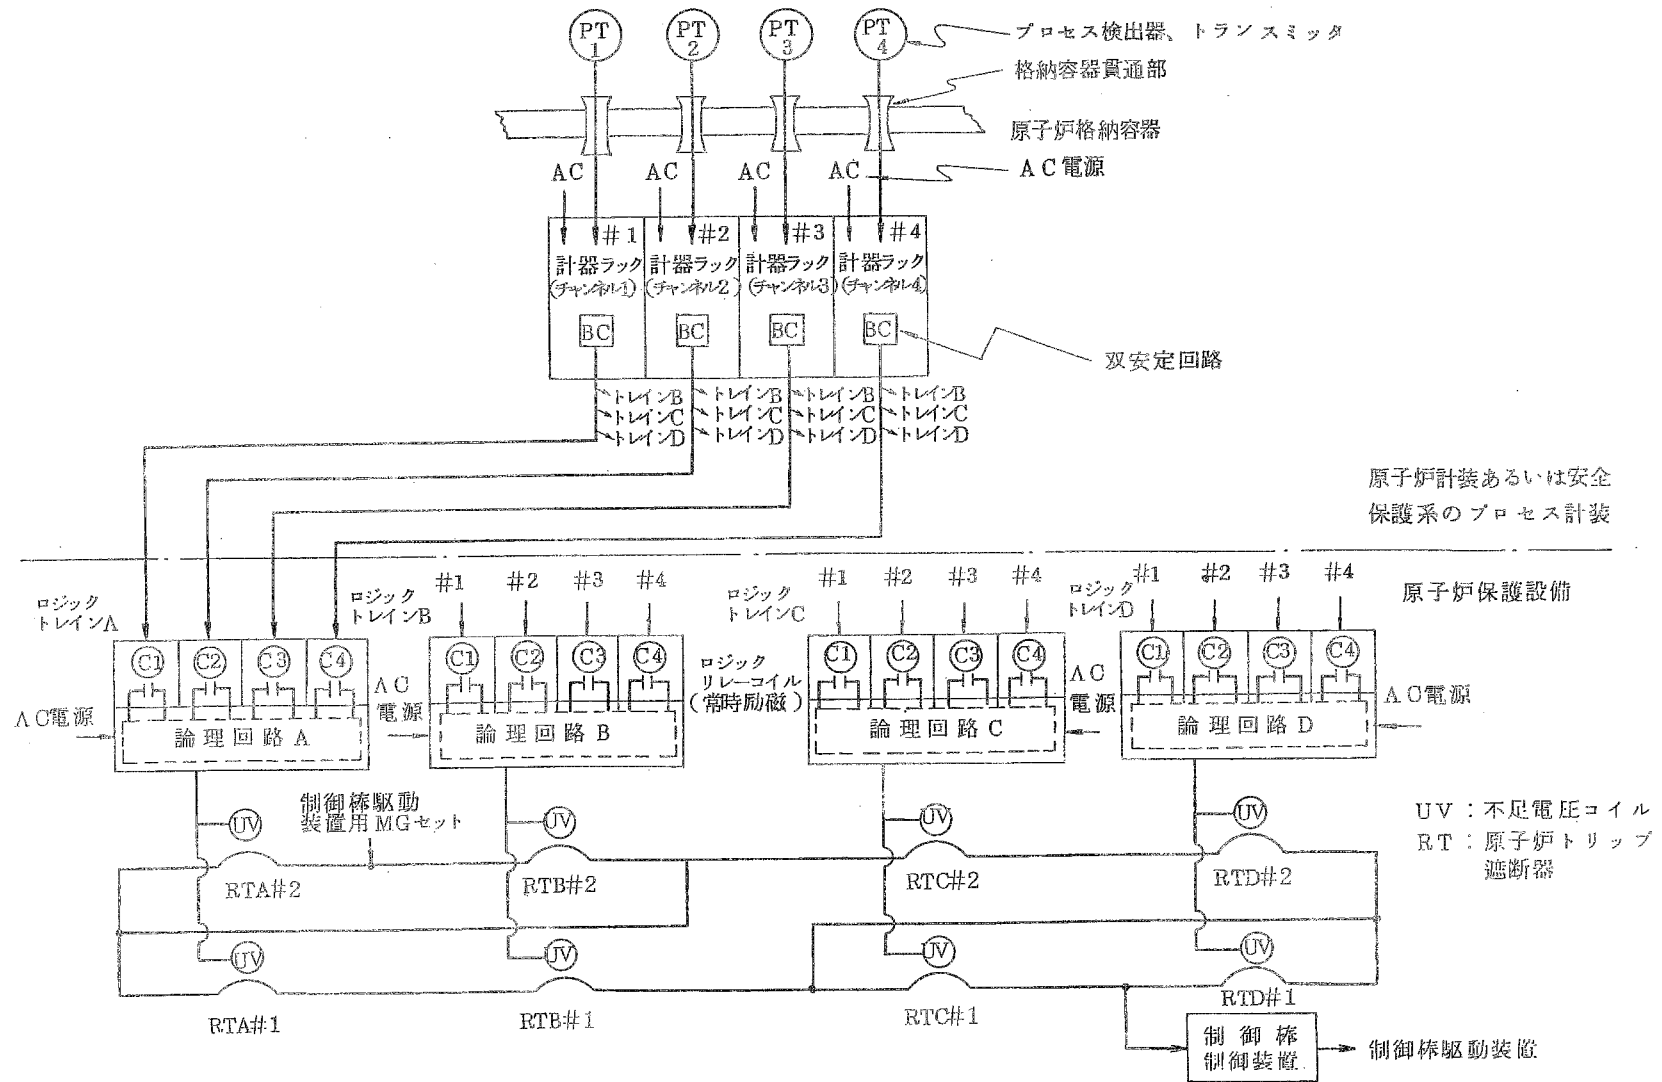 PT
1
PT
2
PT
3
PT
4
プロセス検出器、トランスミッタ
格納容器貫通部
原子炉格納容器
AC
AC
AC
AC
AC電源
#1
計器ラック
(チャンネル1)
#2
計器ラック
(チャンネル2)
#3
計器ラック
(チャンネル3)
#4
計器ラック
(チャンネル4)
BC
BC
BC
BC
双安定回路
トレインB
トレインC
トレインD
トレインB
トレインC
トレインD
トレインB
トレインC
トレインD
トレインB
トレインC
トレインD
原子炉計装あるいは安全
保護系のプロセス計装
原子炉保護設備
ロジック
トレインA
ロジック
トレインB
#1
#2
#3
#4
ロジック
トレインC
#1
#2
#3
#4
ロジック
トレインD
#1
#2
#3
#4
C1
C2
C3
C4
C1
C2
C3
C4
C1
C2
C3
C4
C1
C2
C3
C4
AC電源
論理回路A
AC
電源
論理回路B
ロジック
リレーコイル
(常時励磁)
論理回路C
AC
電源
論理回路D
AC電源
UV
制御棒駆動
装置用MGセット
UV
UV
UV
UV:不足電圧コイル
RT:原子炉トリップ
遮断器
RTA#2
RTB#2
RTC#2
RTD#2
UV
UV
UV
UV
RTA#1
RTB#1
RTC#1
RTD#1
制御棒
制御装置
制御棒駆動装置